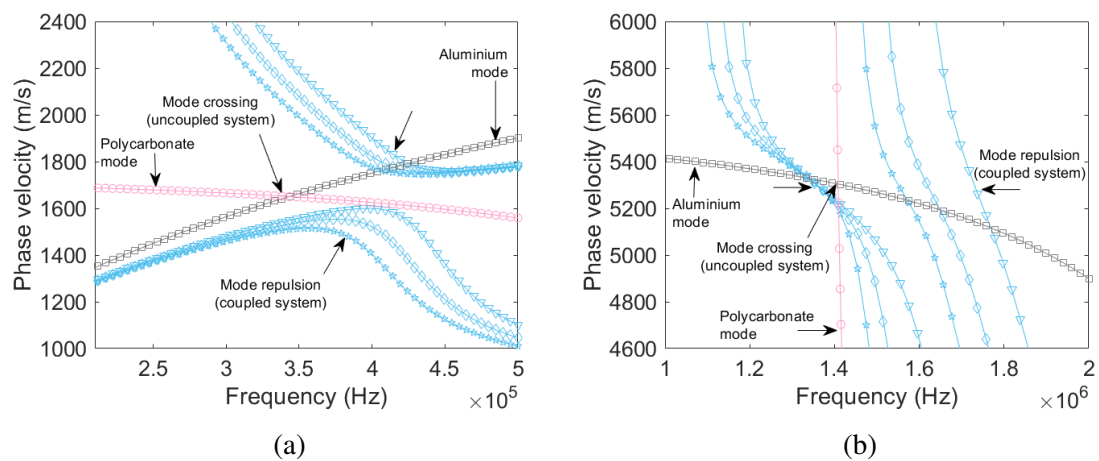 2400
2200
2000
1800
1600
1400
1200
1000
Phase velocity (m/s)
Aluminium
mode
Mode crossing
(uncoupled system)
Polycarbonate
mode
Mode repulsion
(coupled system)
2.5 3 3.5 4 4.5 5
Frequency (Hz)
×10^5
(a)
6000
5800
5600
5400
5200
5000
4800
4600
Phase velocity (m/s)
Mode repulsion
(coupled system)
Aluminium
mode
Mode crossing
(uncoupled system)
Polycarbonate
mode
1 1.2 1.4 1.6 1.8 2
Frequency (Hz)
×10^6
(b)